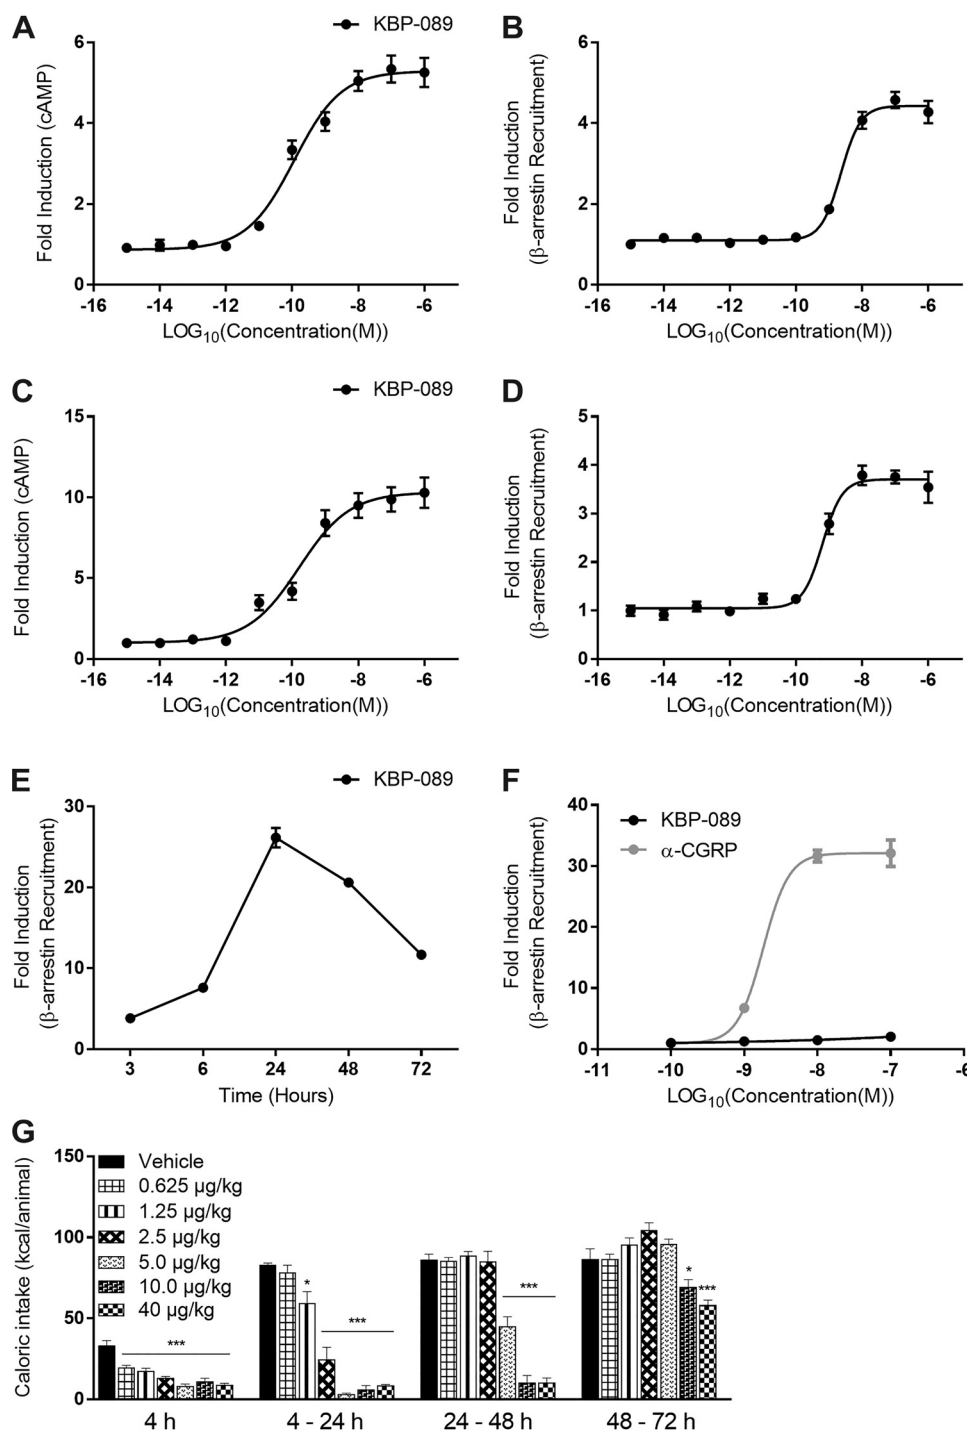 A
KBP-089
Fold Induction (cAMP)
6
4
2
0
-16 -14 -12 -10 -8 -6
LOG10(Concentration(M))
B
Fold Induction
(β-arrestin Recruitment)
6
4
2
0
-16 -14 -12 -10 -8 -6
LOG10(Concentration(M))
C
KBP-089
Fold Induction (cAMP)
15
10
5
0
-16 -14 -12 -10 -8 -6
LOG10(Concentration(M))
D
Fold Induction
(β-arrestin Recruitment)
5
4
3
2
1
0
-16 -14 -12 -10 -8 -6
LOG10(Concentration(M))
E
KBP-089
Fold Induction
(β-arrestin Recruitment)
30
20
10
0
3 6 24 48 72
Time (Hours)
F
KBP-089
α-CGRP
Fold Induction
(β-arrestin Recruitment)
40
30
20
10
0
-11 -10 -9 -8 -7 -6
LOG10(Concentration(M))
G
Caloric intake (kcal/animal)
150
100
50
0
Vehicle
0.625 µg/kg
1.25 µg/kg
2.5 µg/kg
5.0 µg/kg
10.0 µg/kg
40 µg/kg
***
*
***
***
*
***
4 h 4 - 24 h 24 - 48 h 48 - 72 h